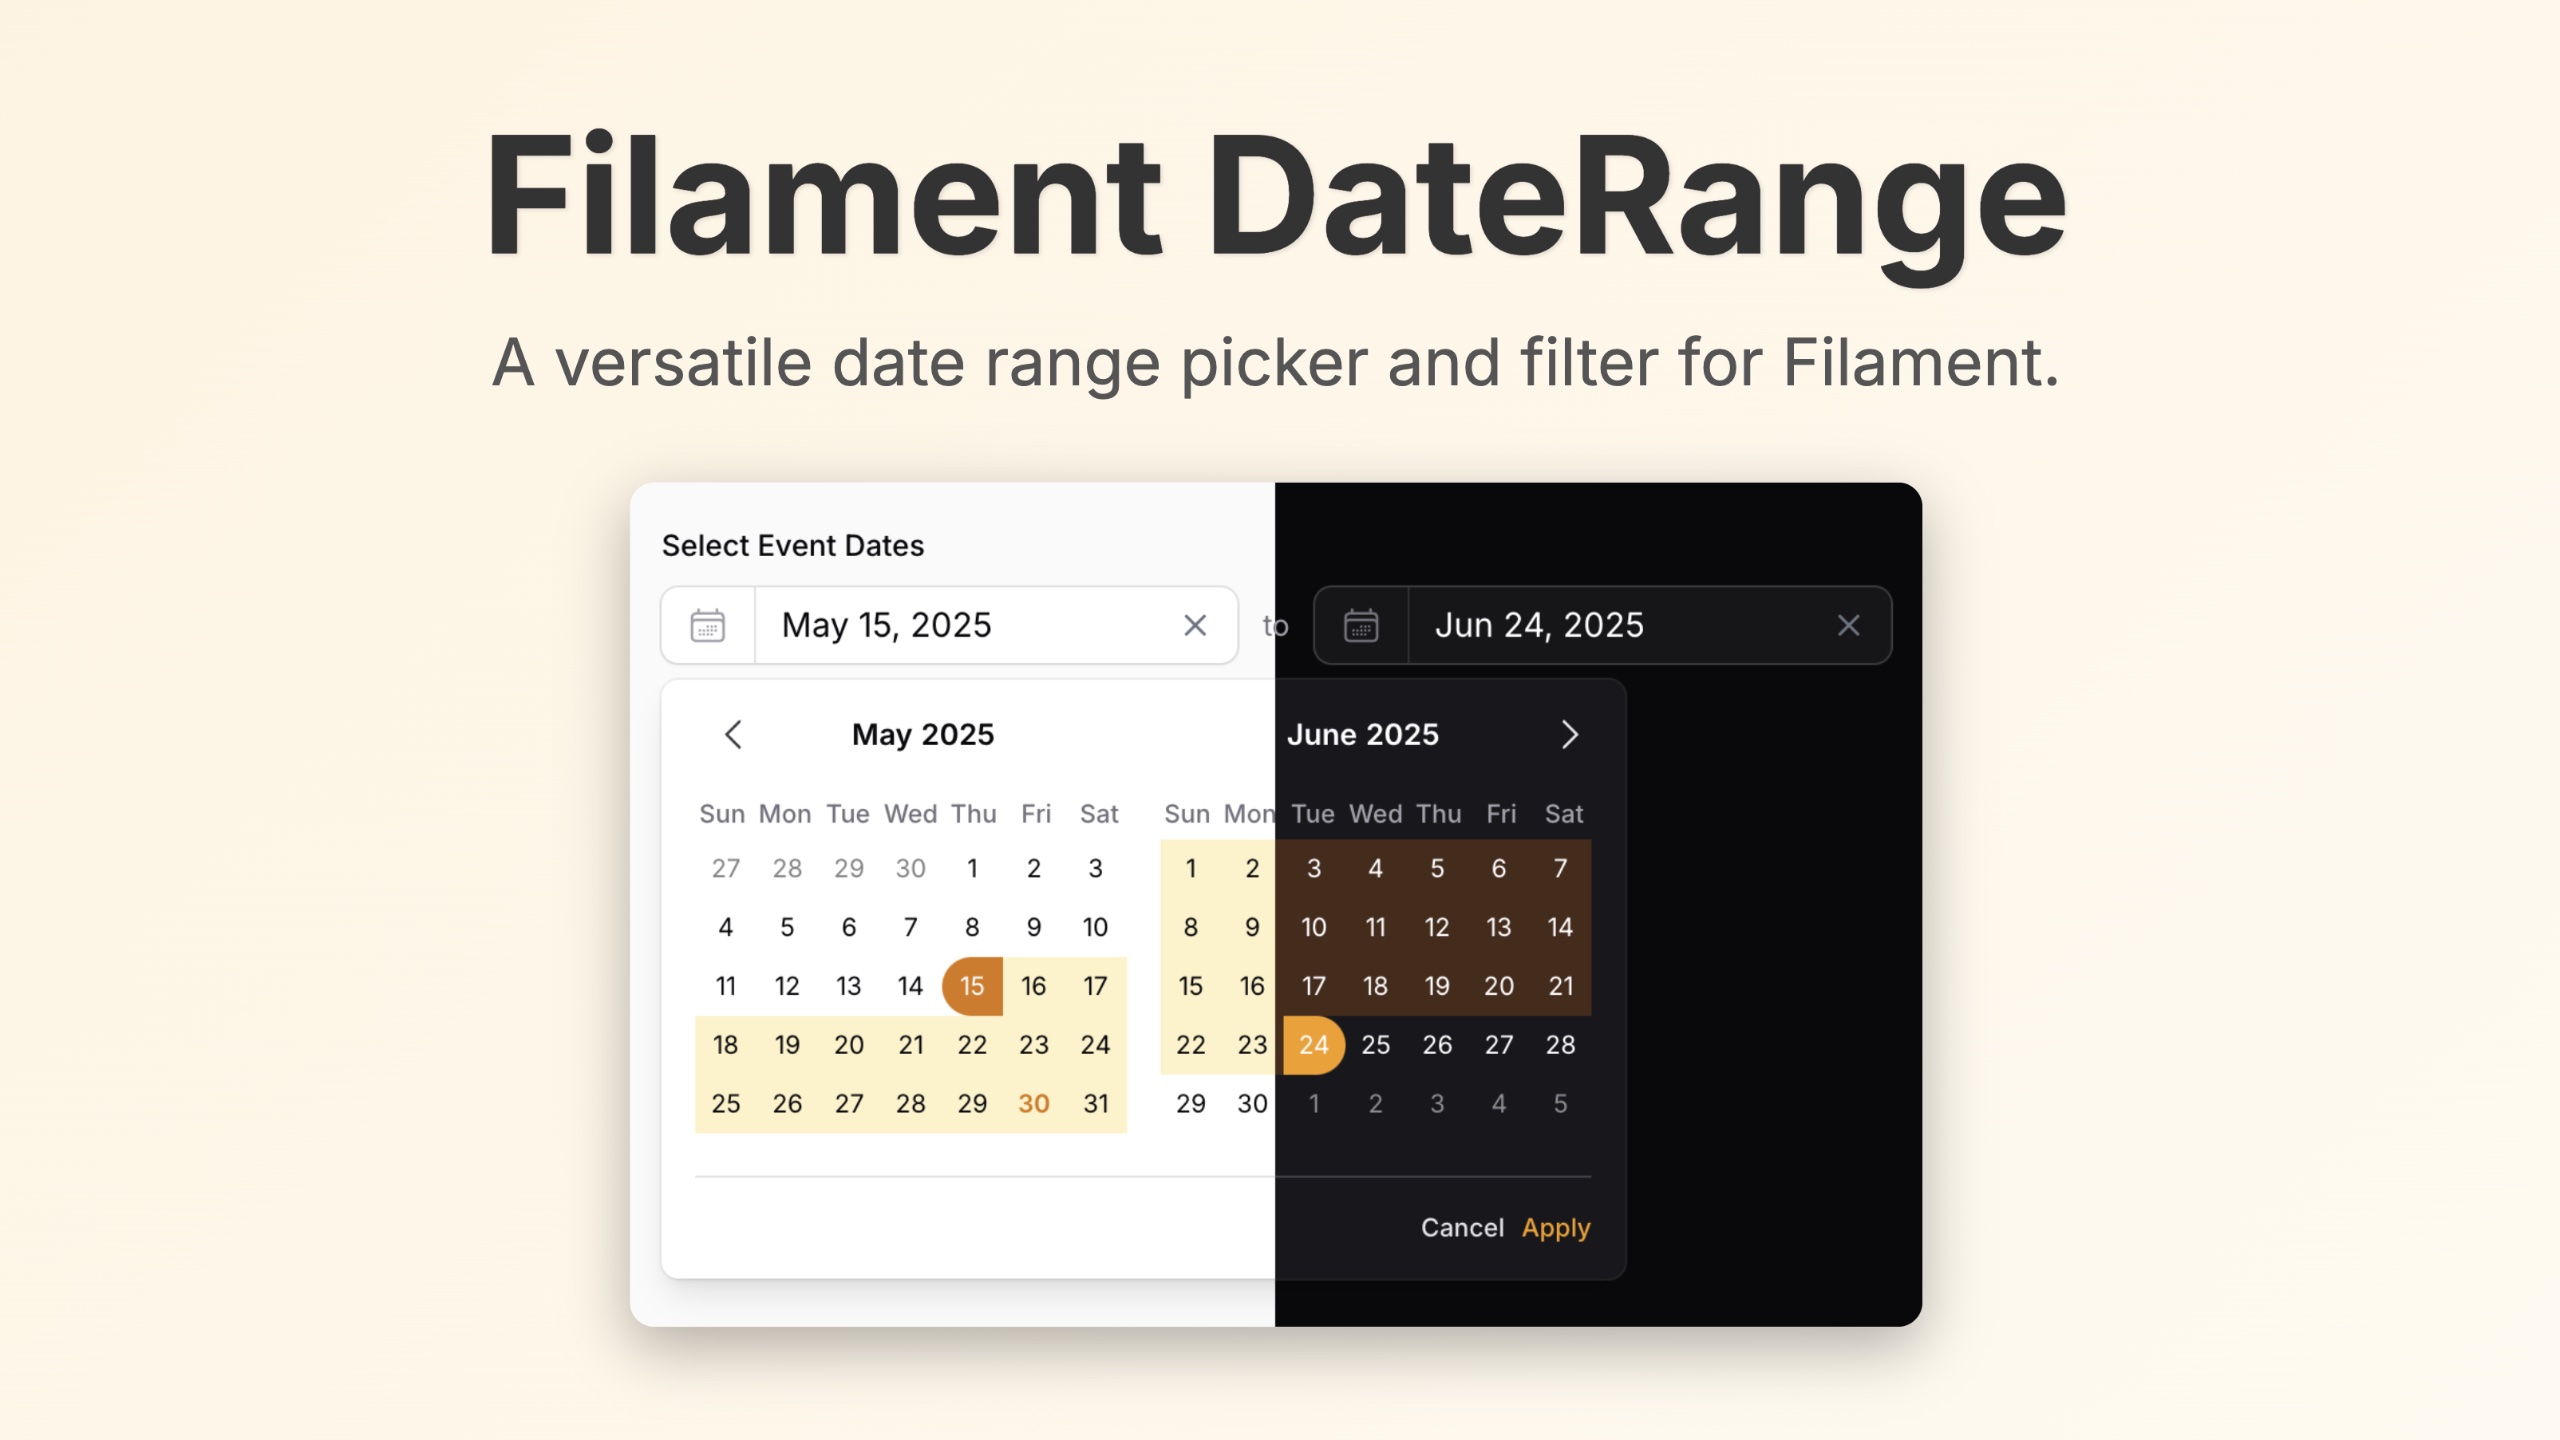 Filament DateRange
A versatile date range picker and filter for Filament.
Select Event Dates
May 15, 2025 to Jun 24, 2025
May 2025
Sun Mon Tue Wed Thu Fri Sat
27 28 29 30 1 2 3
4 5 6 7 8 9 10
11 12 13 14 15 16 17
18 19 20 21 22 23 24
25 26 27 28 29 30 31
June 2025
Sun Mon Tue Wed Thu Fri Sat
1 2 3 4 5 6 7
8 9 10 11 12 13 14
15 16 17 18 19 20 21
22 23 24 25 26 27 28
29 30 1 2 3 4 5
Cancel Apply